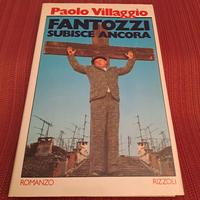 Paolo Villaggio
FANTOZZI
SUBISCE ANCORA
ROMANZO
RIZZOLI